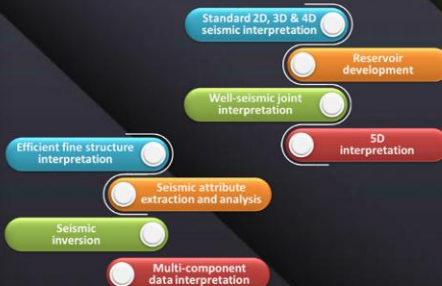 Standard 2D, 3D & 4D
seismic interpretation
Reservoir
development
Well-seismic joint
interpretation
5D
interpretation
Efficient fine structure
interpretation
Seismic attribute
extraction and analysis
Seismic
inversion
Multi-component
data interpretation